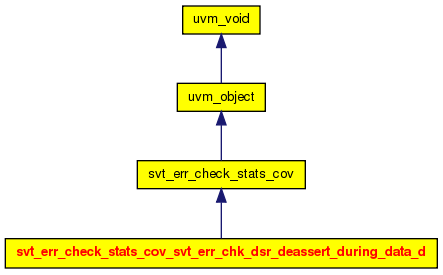 uvm_void
uvm_object
svt_err_check_stats_cov
svt_err_check_stats_cov_svt_err_chk_dsr_deassert_during_data_d